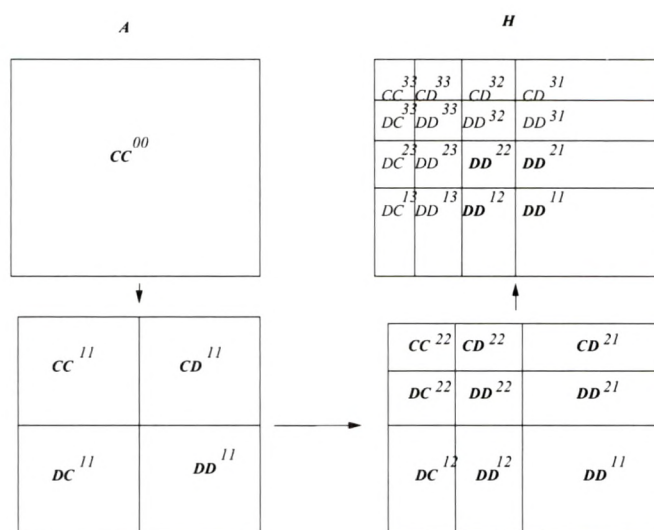 A
H
CC^00
CC^33 CD^33 CD^32 CD^31
DC^33 DD^33 DD^32 DD^31
DC^23 DD^23 DD^22 DD^21
DC^13 DD^13 DD^12 DD^11
CC^11 CD^11
DC^11 DD^11
CC^22 CD^22 CD^21
DC^22 DD^22 DD^21
DC^12 DD^12 DD^11